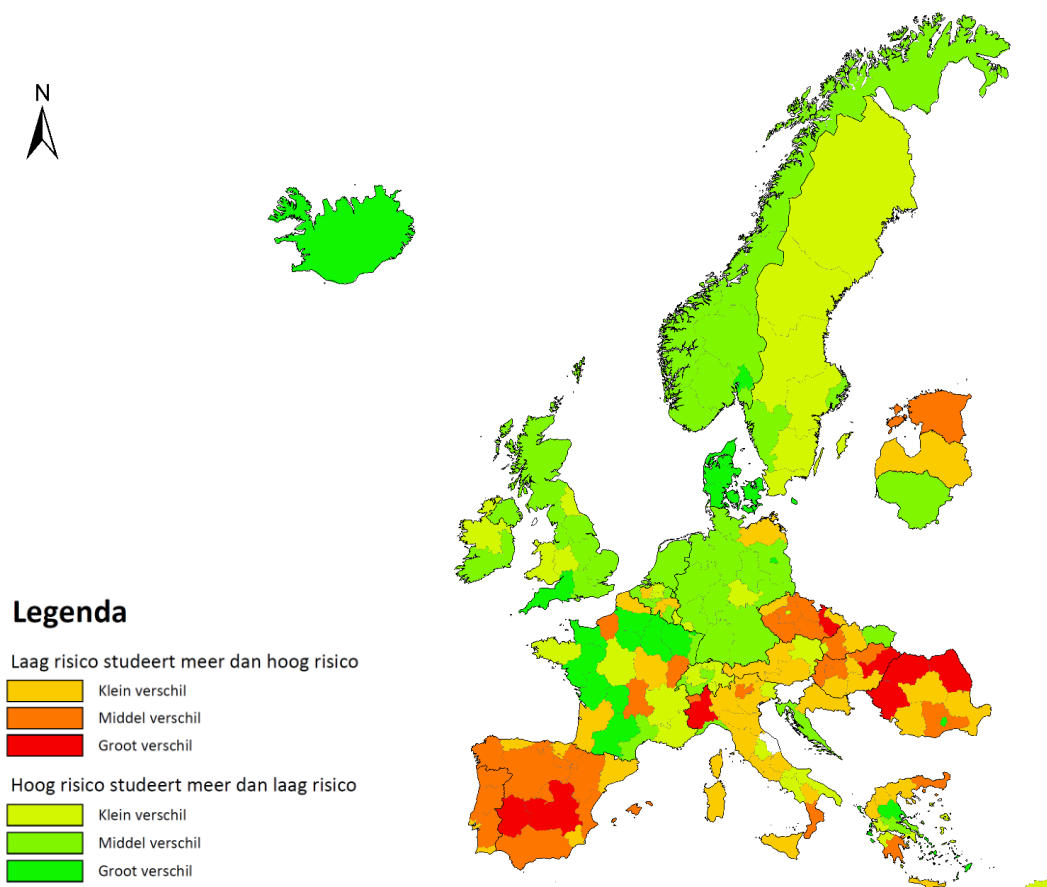 N
Legenda
Laag risico studeert meer dan hoog risico
Klein verschil
Middel verschil
Groot verschil
Hoog risico studeert meer dan laag risico
Klein verschil
Middel verschil
Groot verschil